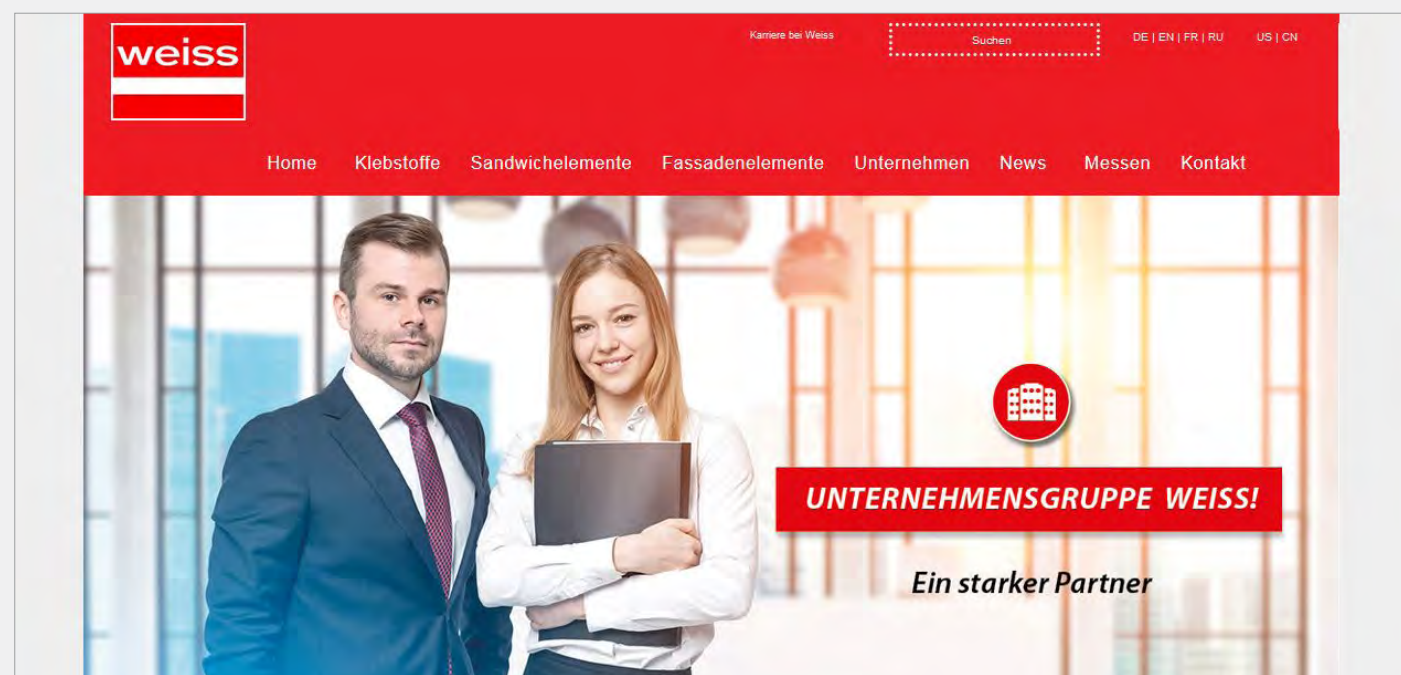 weiss
Karriere bei Weiss
Suchen
DE | EN | FR | RU US | CN
Home Klebstoffe Sandwichelemente Fassadenelemente Unternehmen News Messen Kontakt
UNTERNEHMENSGRUPPE WEISS!
Ein starker Partner